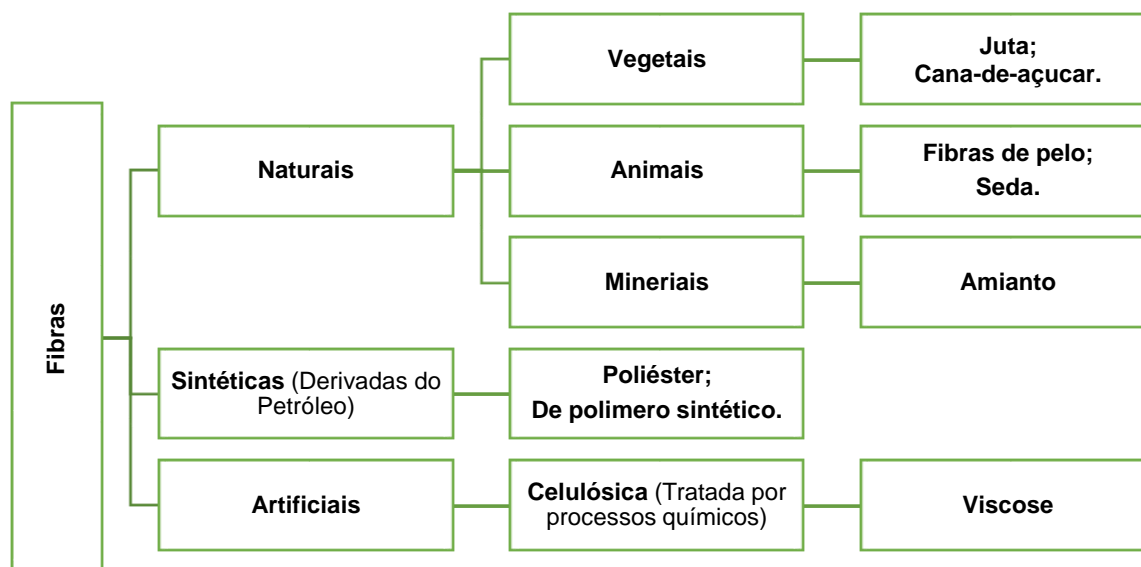 Fibras
Naturais
Vegetais
Juta;
Cana-de-açucar.
Animais
Fibras de pelo;
Seda.
Mineriais
Amianto
Sintéticas (Derivadas do
Petróleo)
Poliéster;
De polimero sintético.
Artificiais
Celulósica (Tratada por
processos químicos)
Viscose